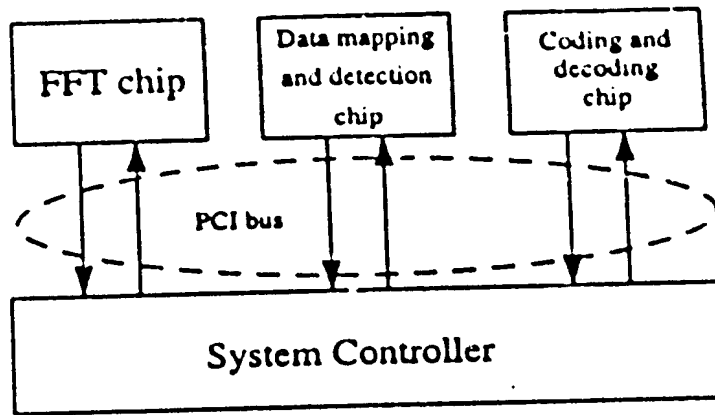 FFT chip
Data mapping
and detection
chip
Coding and
decoding
chip
PCI bus
System Controller